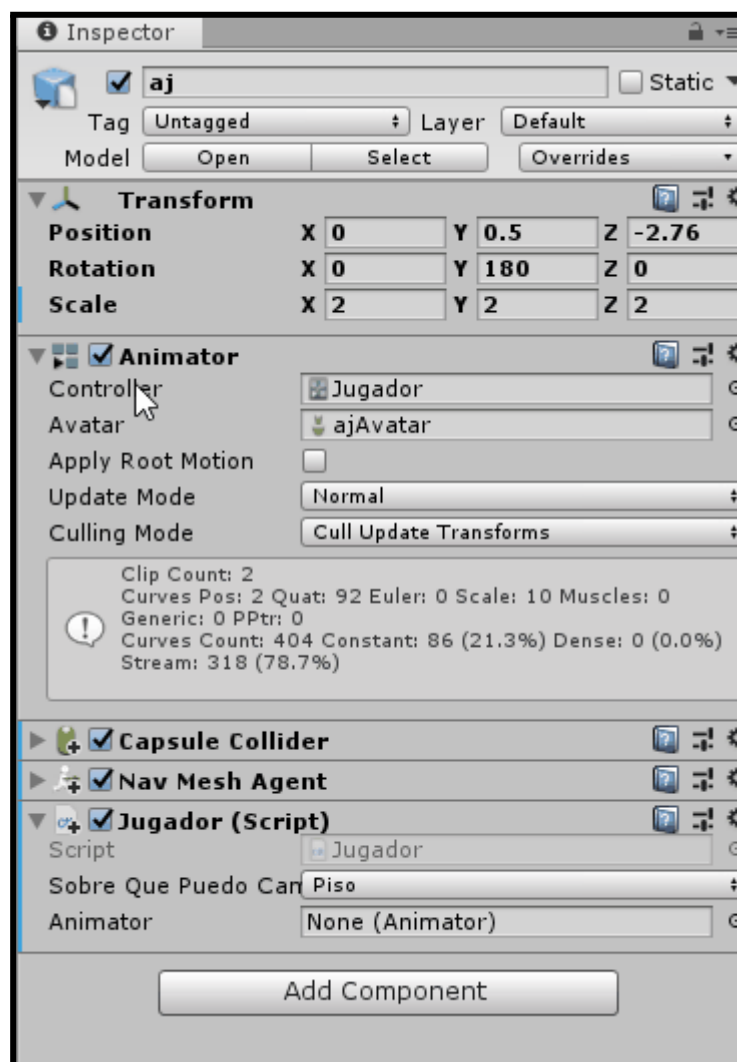 Inspector
aj Static
Tag Untagged Layer Default
Model Open Select Overrides
Transform
Position X 0 Y 0.5 Z -2.76
Rotation X 0 Y 180 Z 0
Scale X 2 Y 2 Z 2
Animator
Controller Jugador
Avatar ajAvatar
Apply Root Motion
Update Mode Normal
Culling Mode Cull Update Transforms
Clip Count: 2
Curves Pos: 2 Quat: 92 Euler: 0 Scale: 10 Muscles: 0
Generic: 0 PPtr: 0
Curves Count: 404 Constant: 86 (21.3%) Dense: 0 (0.0%)
Stream: 318 (78.7%)
Capsule Collider
Nav Mesh Agent
Jugador (Script)
Script Jugador
Sobre Que Puedo Can Piso
Animator None (Animator)
Add Component